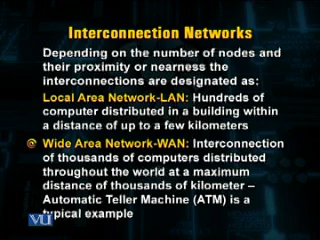 Interconnection Networks
Depending on the number of nodes and
their proximity or nearness the
interconnections are designated as:
Local Area Network-LAN: Hundreds of
computer distributed in a building within
a distance of up to a few kilometers
Wide Area Network-WAN: Interconnection
of thousands of computers distributed
throughout the world at a maximum
distance of thousands of kilometer –
Automatic Teller Machine (ATM) is a
typical example
VU